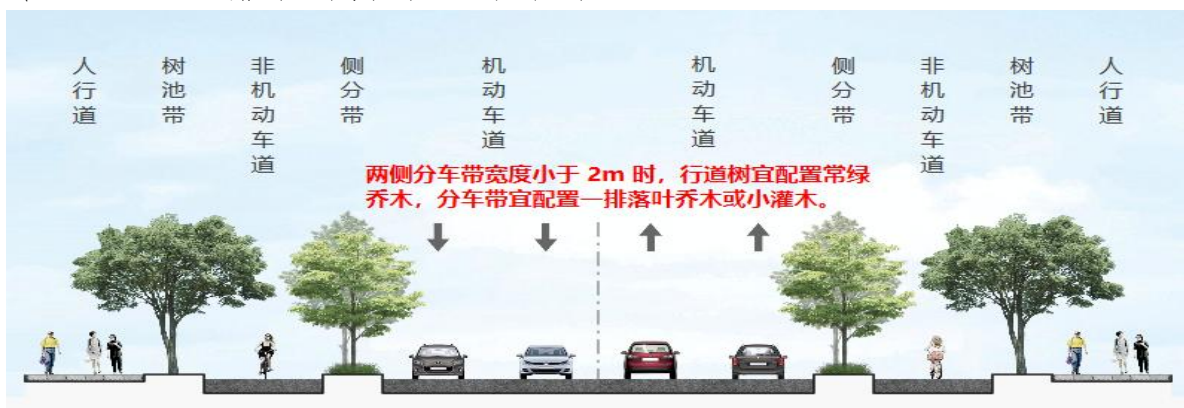 人行道
树池带
非机动车道
侧分带
机动车道
机动车道
侧分带
非机动车道
树池带
人行道
两侧分车带宽度小于 2m 时，行道树宜配置常绿
乔木，分车带宜配置一排落叶乔木或小灌木。